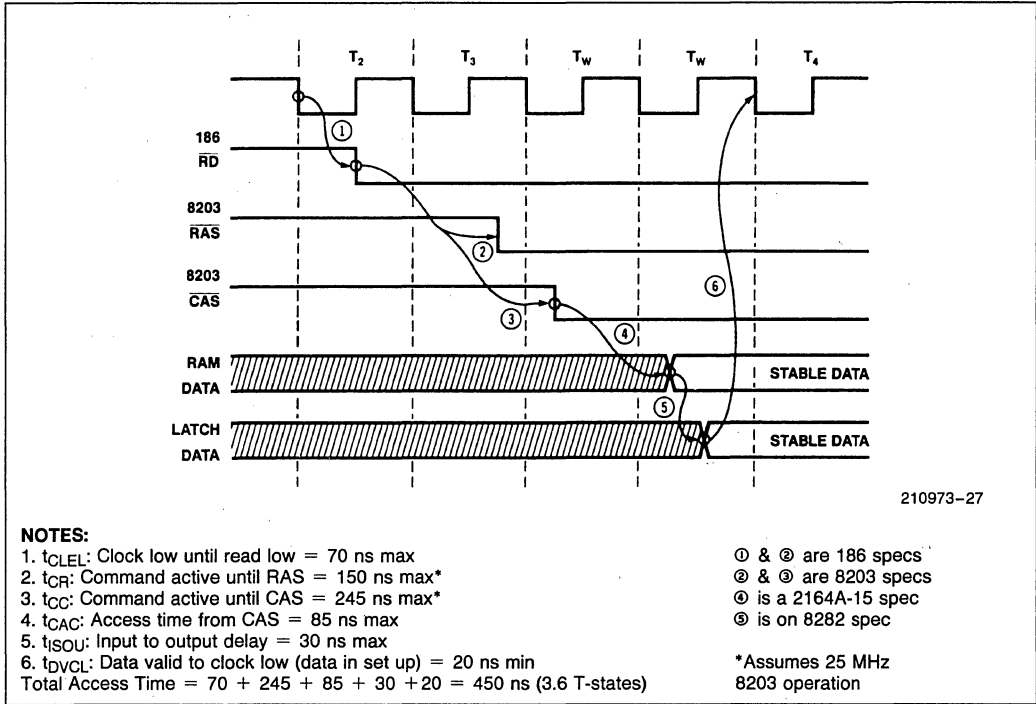 T2 T3 TW TW T4
①
186
RD
8203
RAS
②
8203
CAS
③
④
⑥
RAM
DATA
STABLE DATA
⑤
LATCH
DATA
STABLE DATA
210973-27
NOTES:
1. tCLEL: Clock low until read low = 70 ns max
2. tCR: Command active until RAS = 150 ns max*
3. tCC: Command active until CAS = 245 ns max*
4. tCAC: Access time from CAS = 85 ns max
5. tISOU: Input to output delay = 30 ns max
6. tDVCL: Data valid to clock low (data in set up) = 20 ns min
Total Access Time = 70 + 245 + 85 + 30 +20 = 450 ns (3.6 T-states)
① & ② are 186 specs
② & ③ are 8203 specs
④ is a 2164A-15 spec
⑤ is on 8282 spec
*Assumes 25 MHz
8203 operation